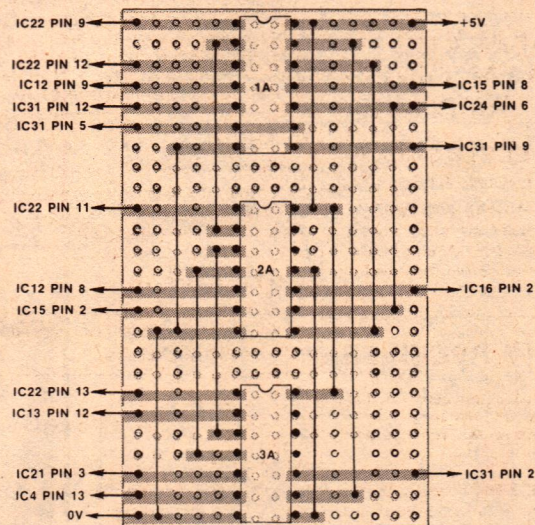 IC22 PIN 9
+5V
IC22 PIN 12
IC12 PIN 9
1A
IC15 PIN 8
IC31 PIN 12
IC24 PIN 6
IC31 PIN 5
IC31 PIN 9
IC22 PIN 11
2A
IC12 PIN 8
IC16 PIN 2
IC15 PIN 2
IC22 PIN 13
IC13 PIN 12
3A
IC21 PIN 3
IC31 PIN 2
IC4 PIN 13
0V